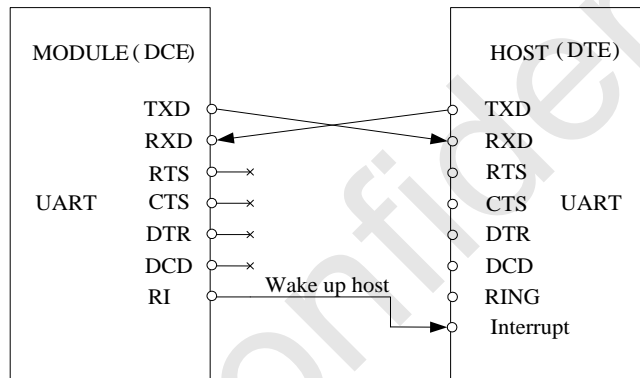 MODULE (DCE)
HOST (DTE)
TXD
RXD
RTS
CTS
DTR
DCD
RI
UART
Wake up host
TXD
RXD
RTS
CTS
DTR
DCD
RING
Interrupt
UART